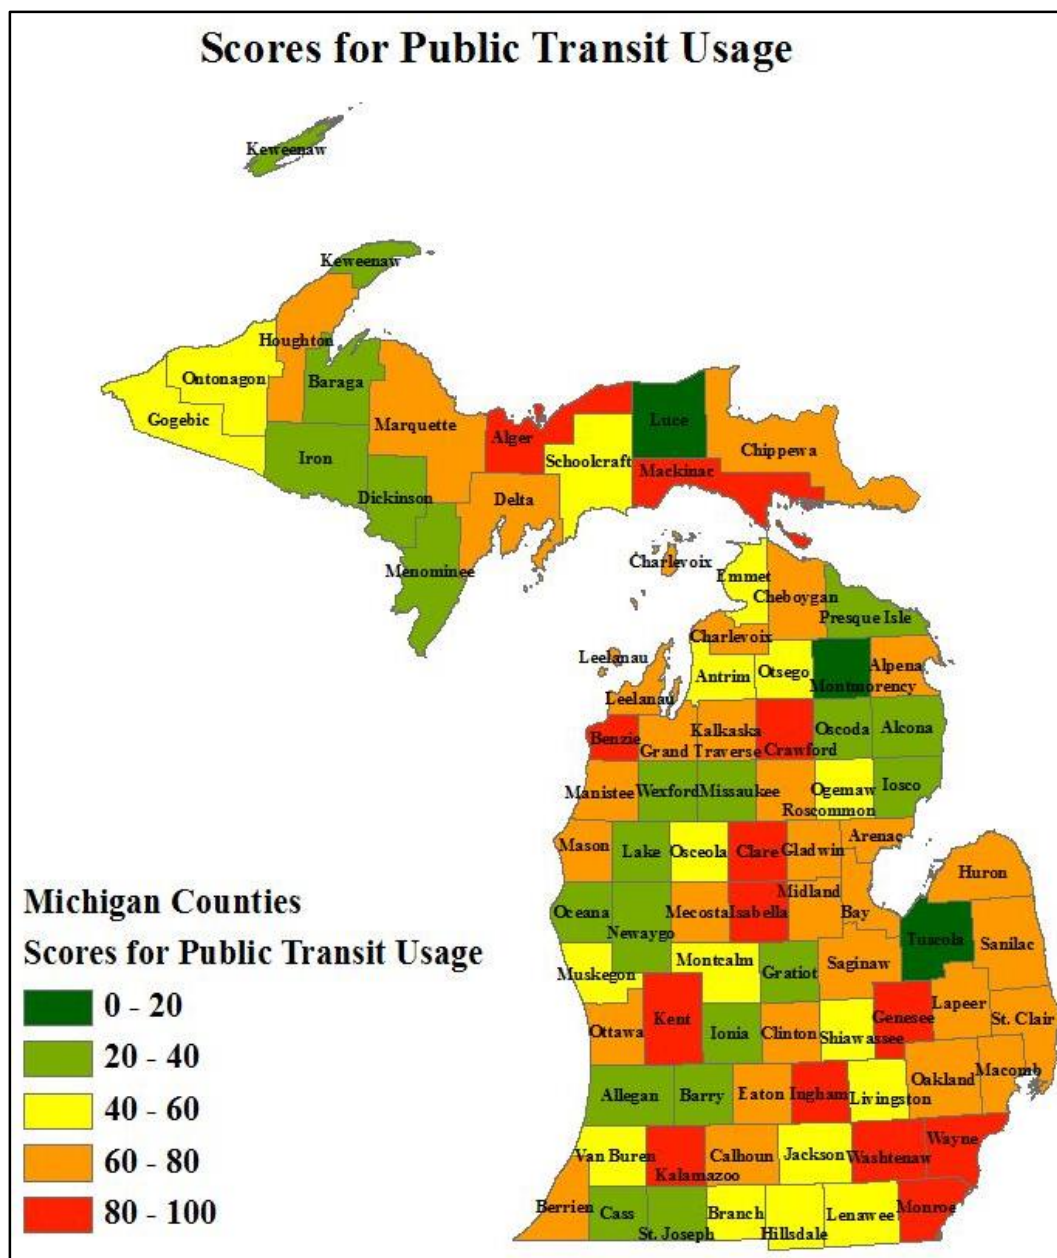 Scores for Public Transit Usage
Keweenaw
Keweenaw
Houghton
Ontonagon
Baraga
Gogebic
Marquette
Luce
Alger
Chippewa
Iron
Schoolcraft
Mackinac
Dickinson
Delta
Menominee
Charlevoix
Emmet
Cheboygan
Presque Isle
Charlevoix
Leelanau
Antrim
Otsego
Alpena
Montmorency
Leelanau
Benzie
Kalkaska
Oscoda
Alcona
Grand Traverse
Crawford
Manistee
Wexford
Missaukee
Ogemaw
Iosco
Roscommon
Mason
Lake
Osceola
Clare
Gladwin
Arenac
Huron
Midland
Oceana
Mecosta
Isabella
Bay
Newaygo
Tuscola
Sanilac
Muskegon
Montcalm
Gratiot
Saginaw
Lapeer
Ottawa
Kent
Ionia
Clinton
Shiawassee
Genesee
St. Clair
Allegan
Barry
Eaton
Ingham
Livingston
Oakland
Macomb
Van Buren
Kalamazoo
Calhoun
Jackson
Washtenaw
Wayne
Berrien
Cass
St. Joseph
Branch
Hillsdale
Lenawee
Monroe
Michigan Counties
Scores for Public Transit Usage
0 - 20
20 - 40
40 - 60
60 - 80
80 - 100